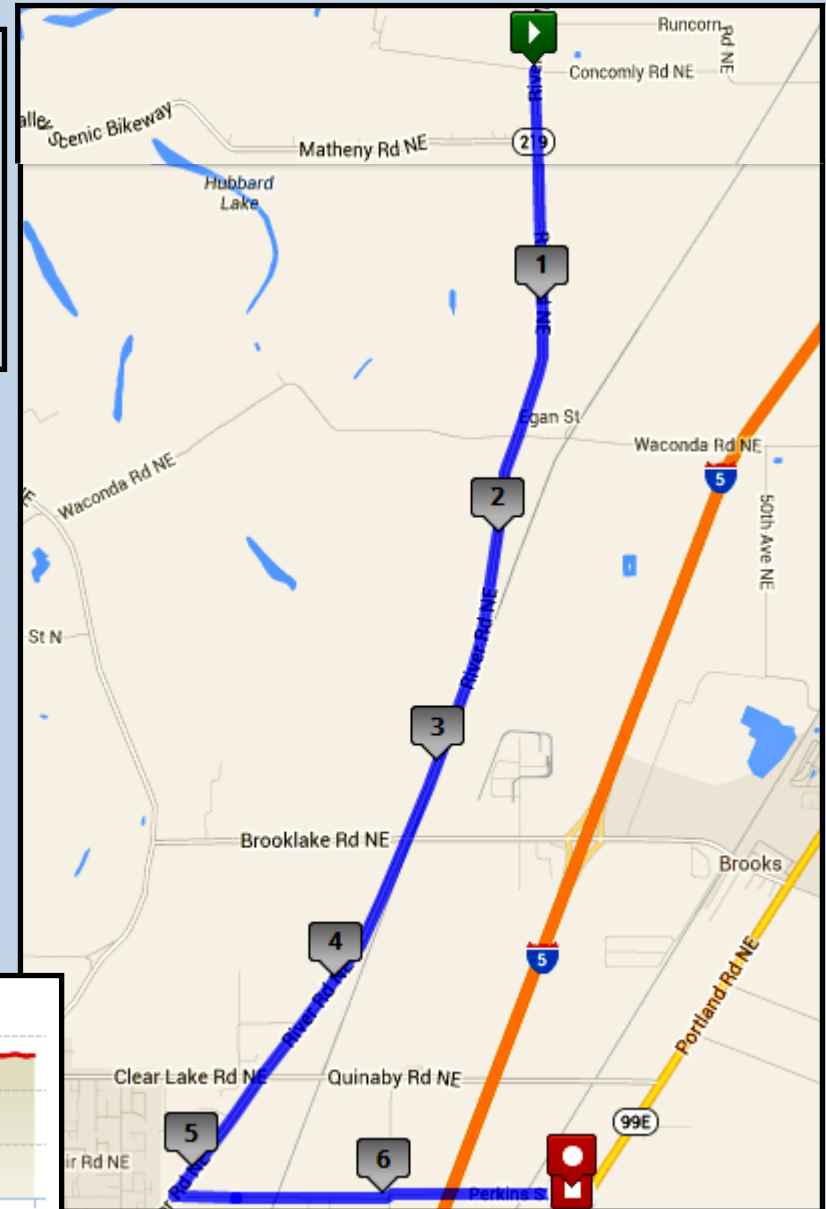 Runcorn Rd NE
Concomly Rd NE
River
Scenic Bikeway
Matheny Rd NE
219
Hubbard
Lake
1
Egan St
Waconda Rd NE
Waconda Rd NE
5
2
50th Ave NE
River Rd NE
St N
3
Brooklake Rd NE
Brooks
4
5
River Rd NE
Portland Rd NE
Clear Lake Rd NE
Quinaby Rd NE
99E
5
6
Rd NE
Perkins St